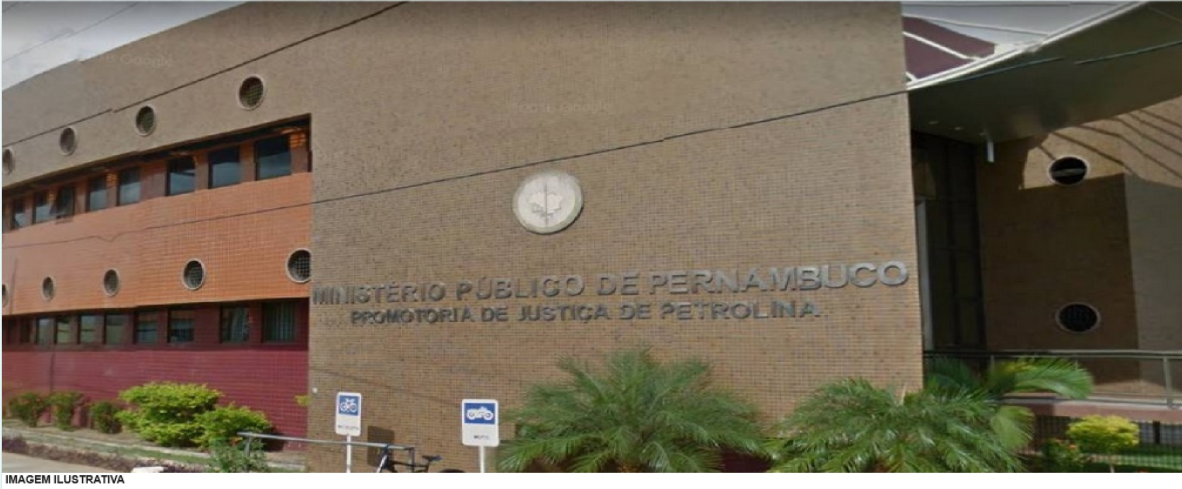 MINISTÉRIO PÚBLICO DE PERNAMBUCO
PROMOTORIA DE JUSTIÇA DE PETROLINA
IMAGEM ILUSTRATIVA